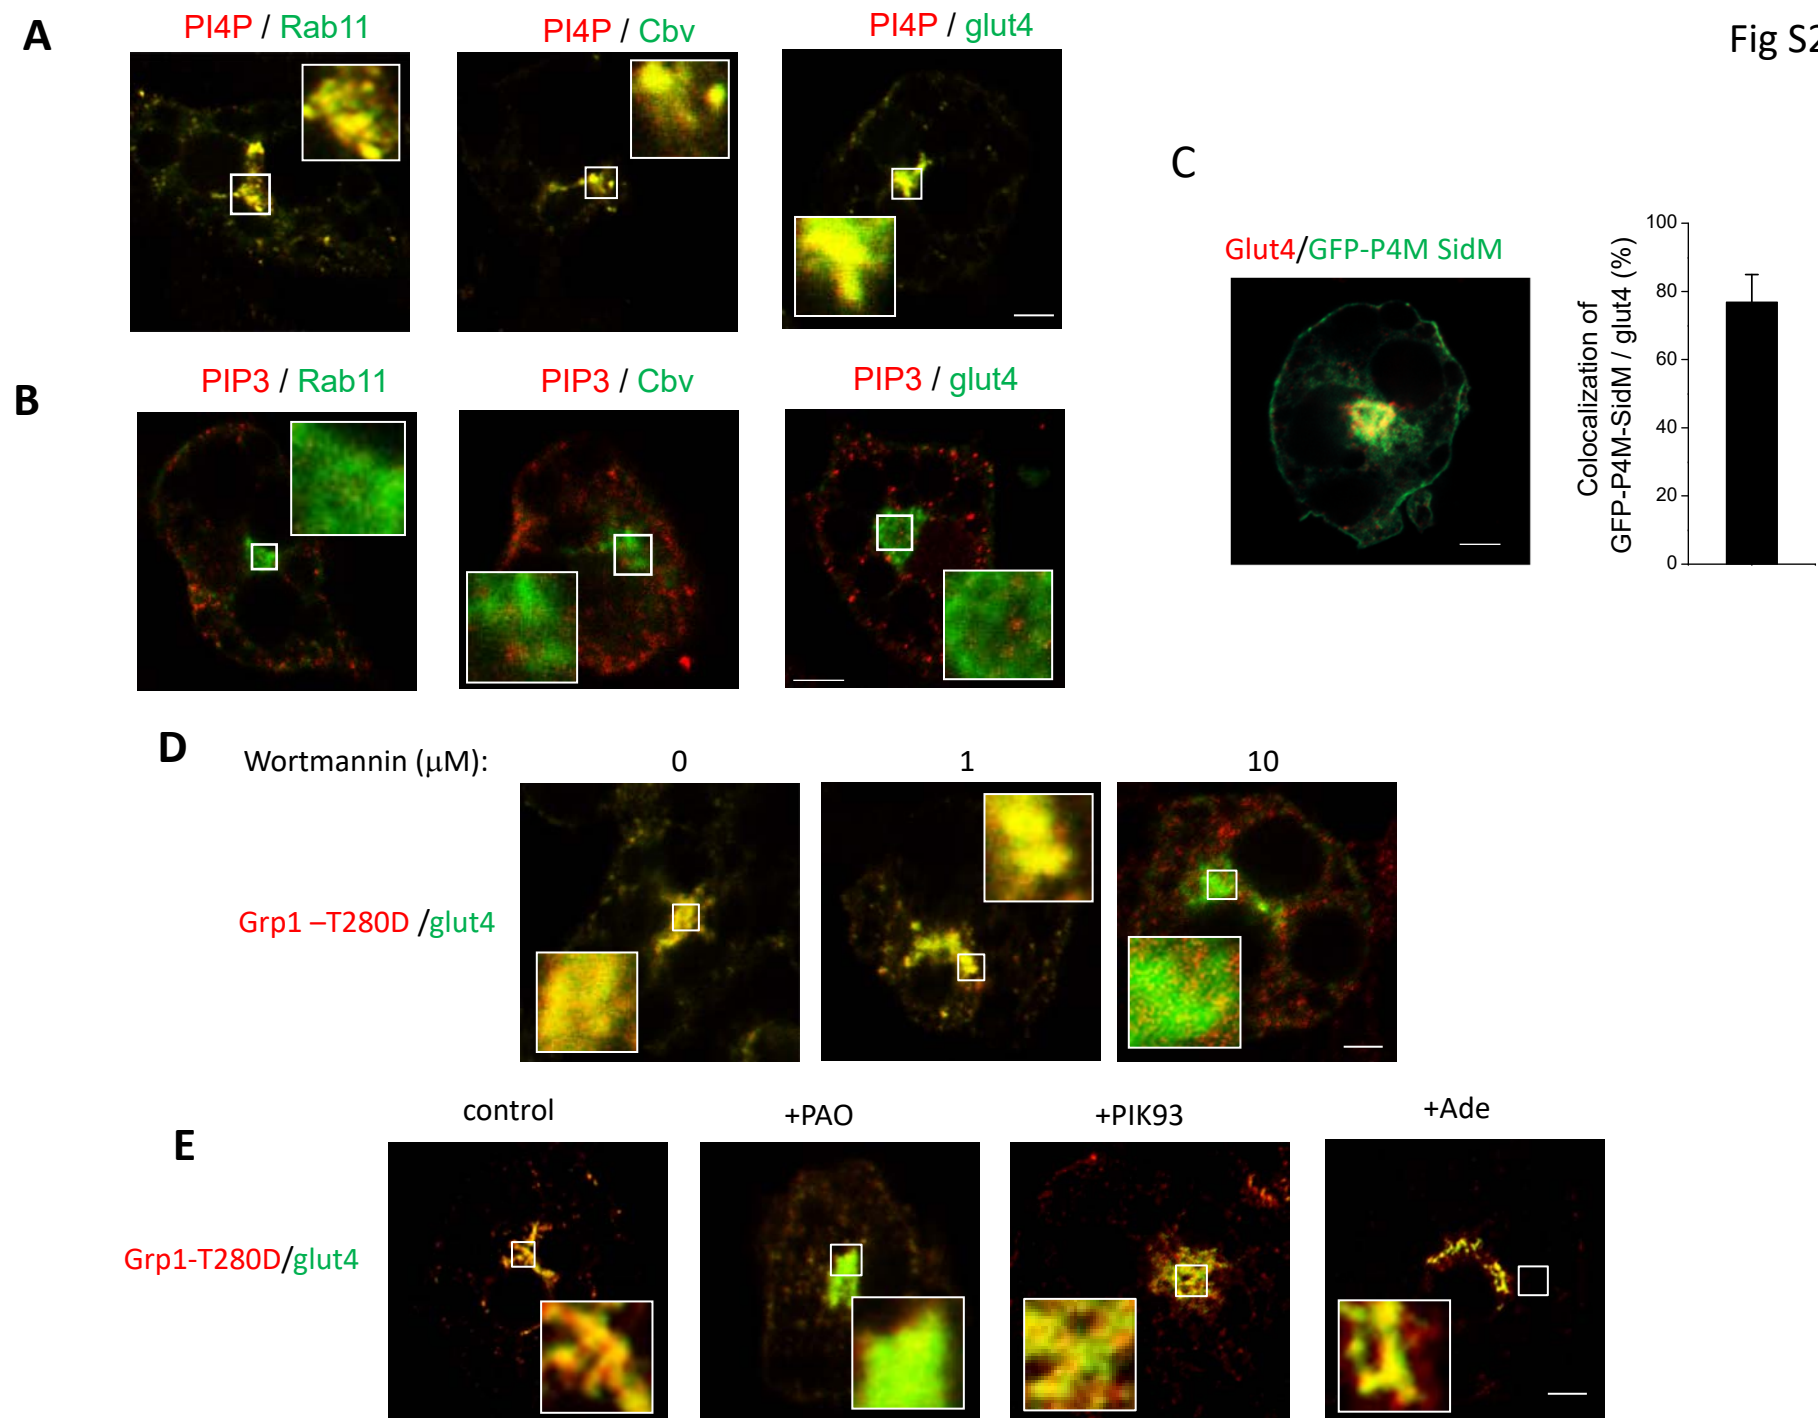 Fig S2
A
PI4P / Rab11
PI4P / Cbv
PI4P / glut4
B
PIP3 / Rab11
PIP3 / Cbv
PIP3 / glut4
C
Glut4/GFP-P4M SidM
Colocalization of
GFP-P4M-SidM / glut4 (%)
100
80
60
40
20
0
D
Wortmannin (μM):
0
1
10
Grp1 –T280D /glut4
E
control
+PAO
+PIK93
+Ade
Grp1-T280D/glut4